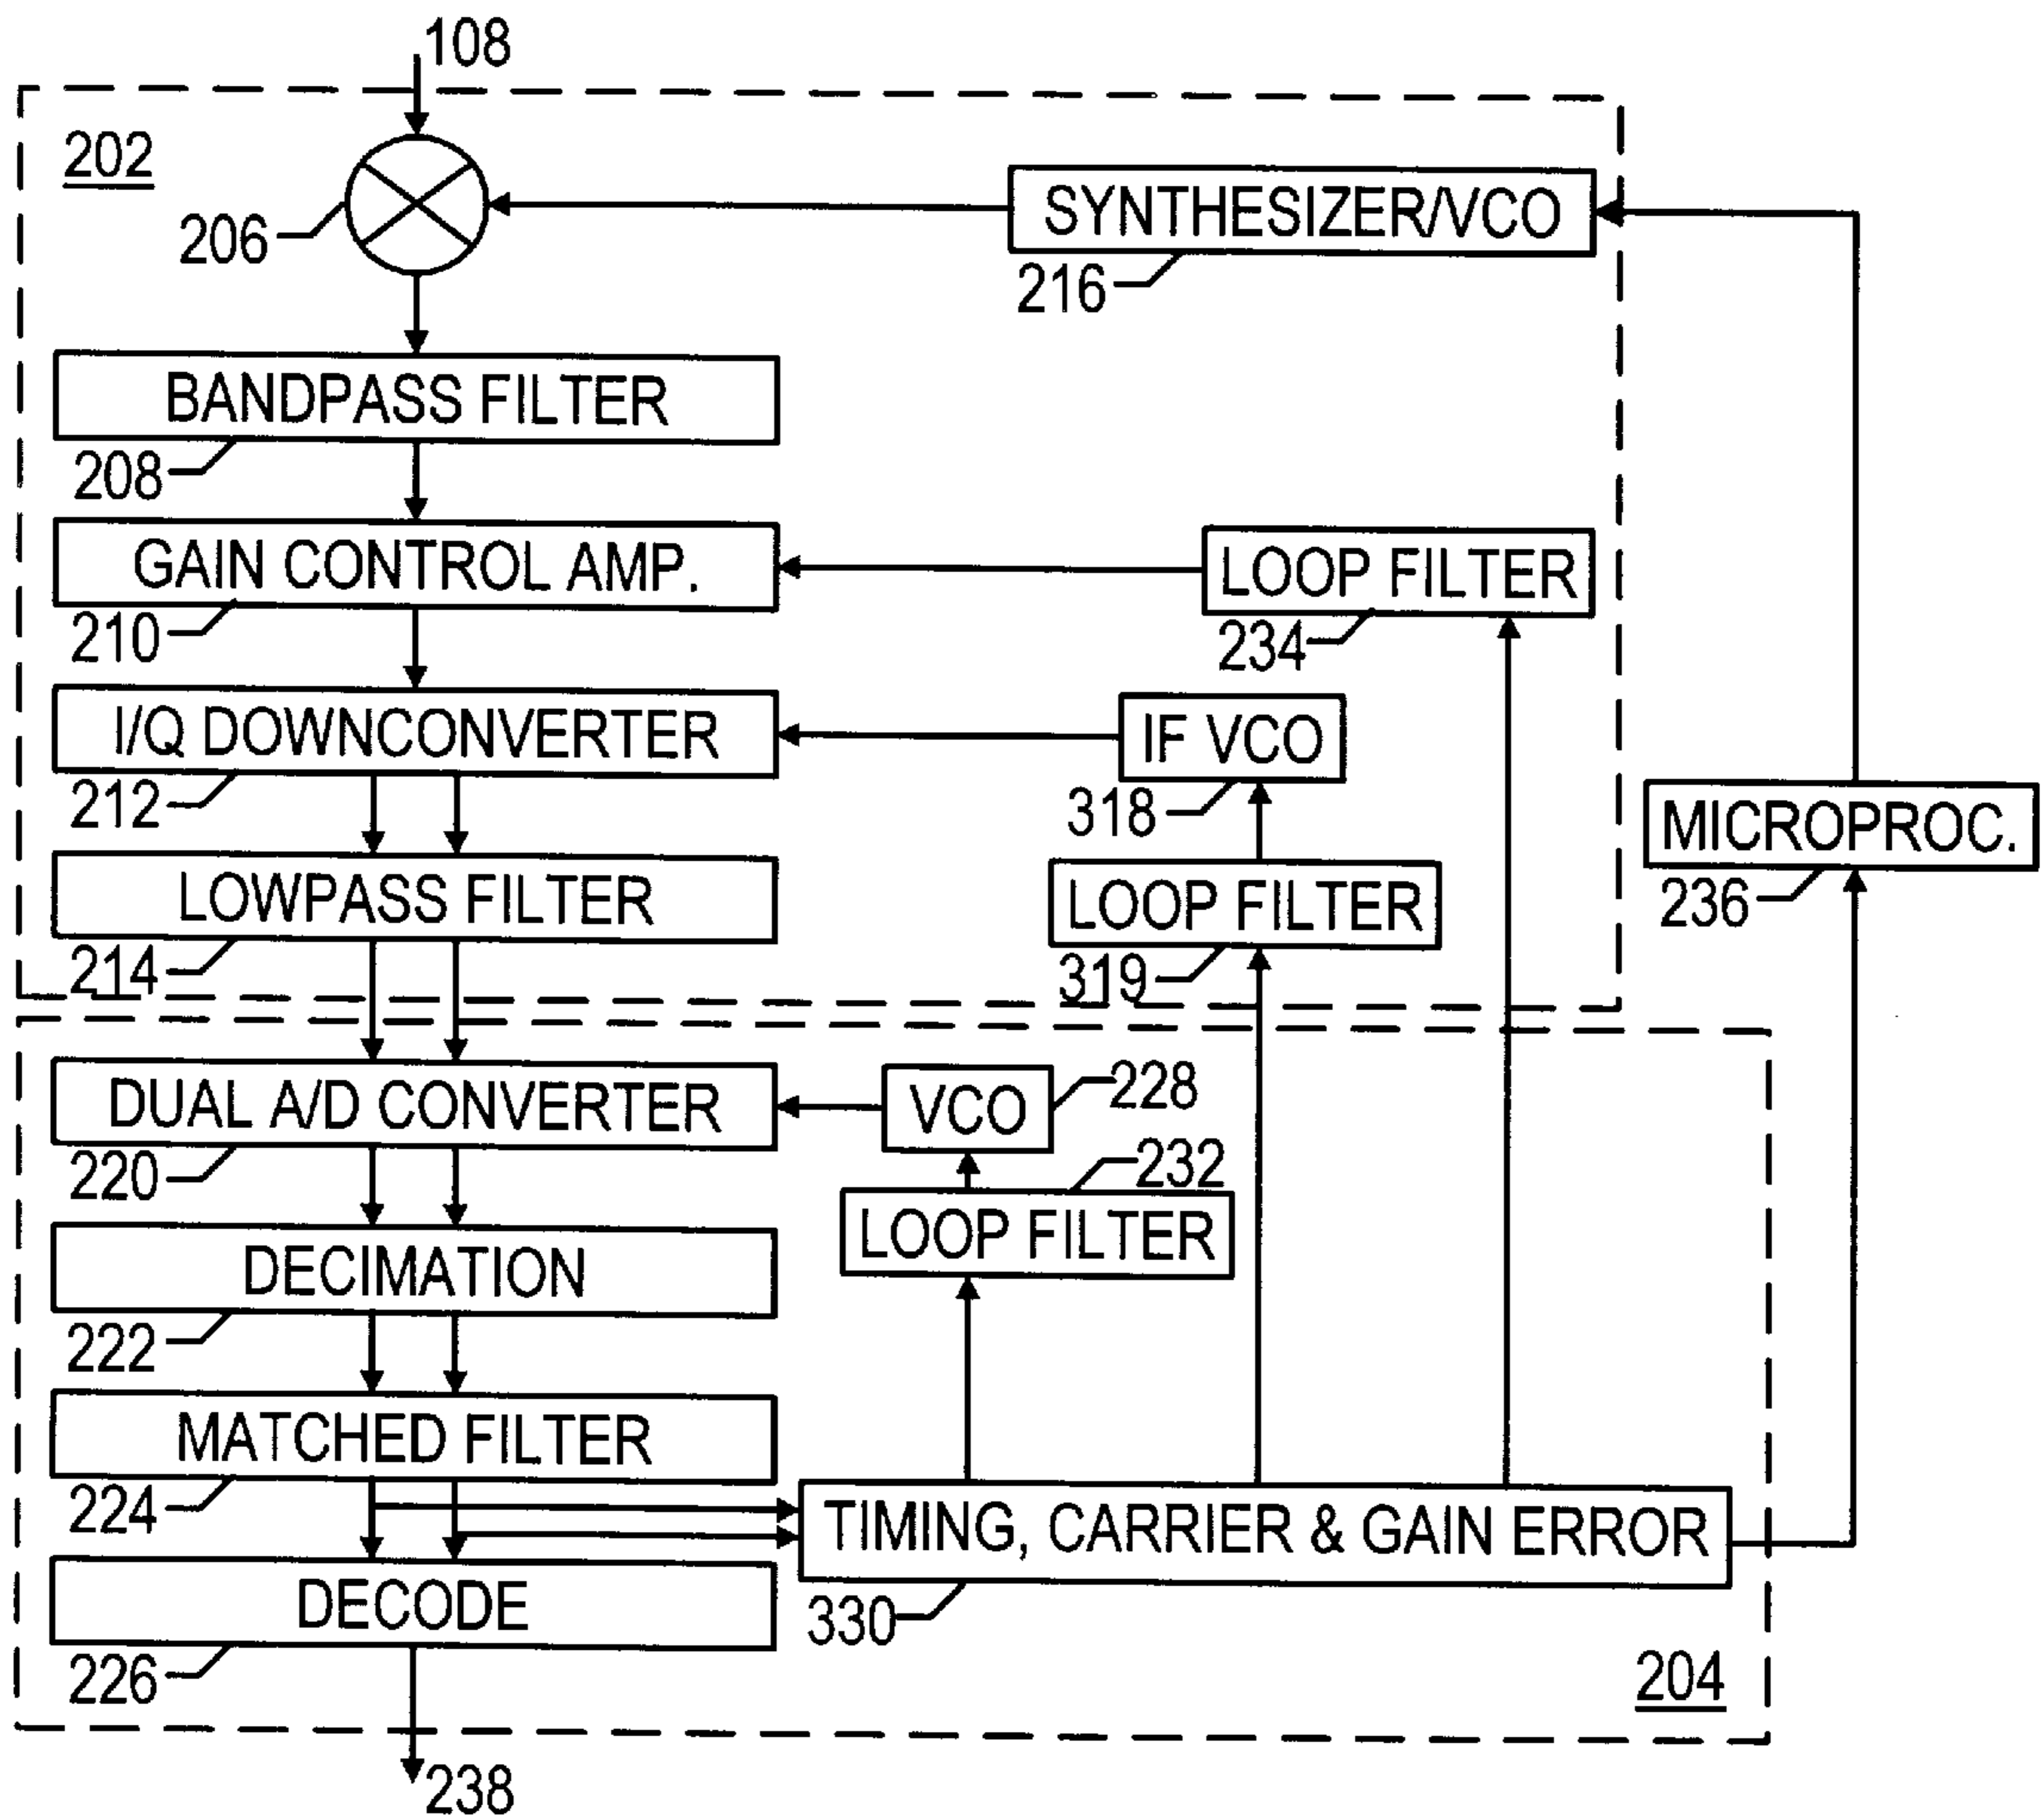 108
202
206
SYNTHESIZER/VCO
216
BANDPASS FILTER
208
GAIN CONTROL AMP.
210
LOOP FILTER
234
I/Q DOWNCONVERTER
212
IF VCO
318
MICROPROC.
236
LOWPASS FILTER
214
LOOP FILTER
319
DUAL A/D CONVERTER
220
VCO
228
232
LOOP FILTER
DECIMATION
222
MATCHED FILTER
224
TIMING, CARRIER & GAIN ERROR
330
DECODE
226
204
238